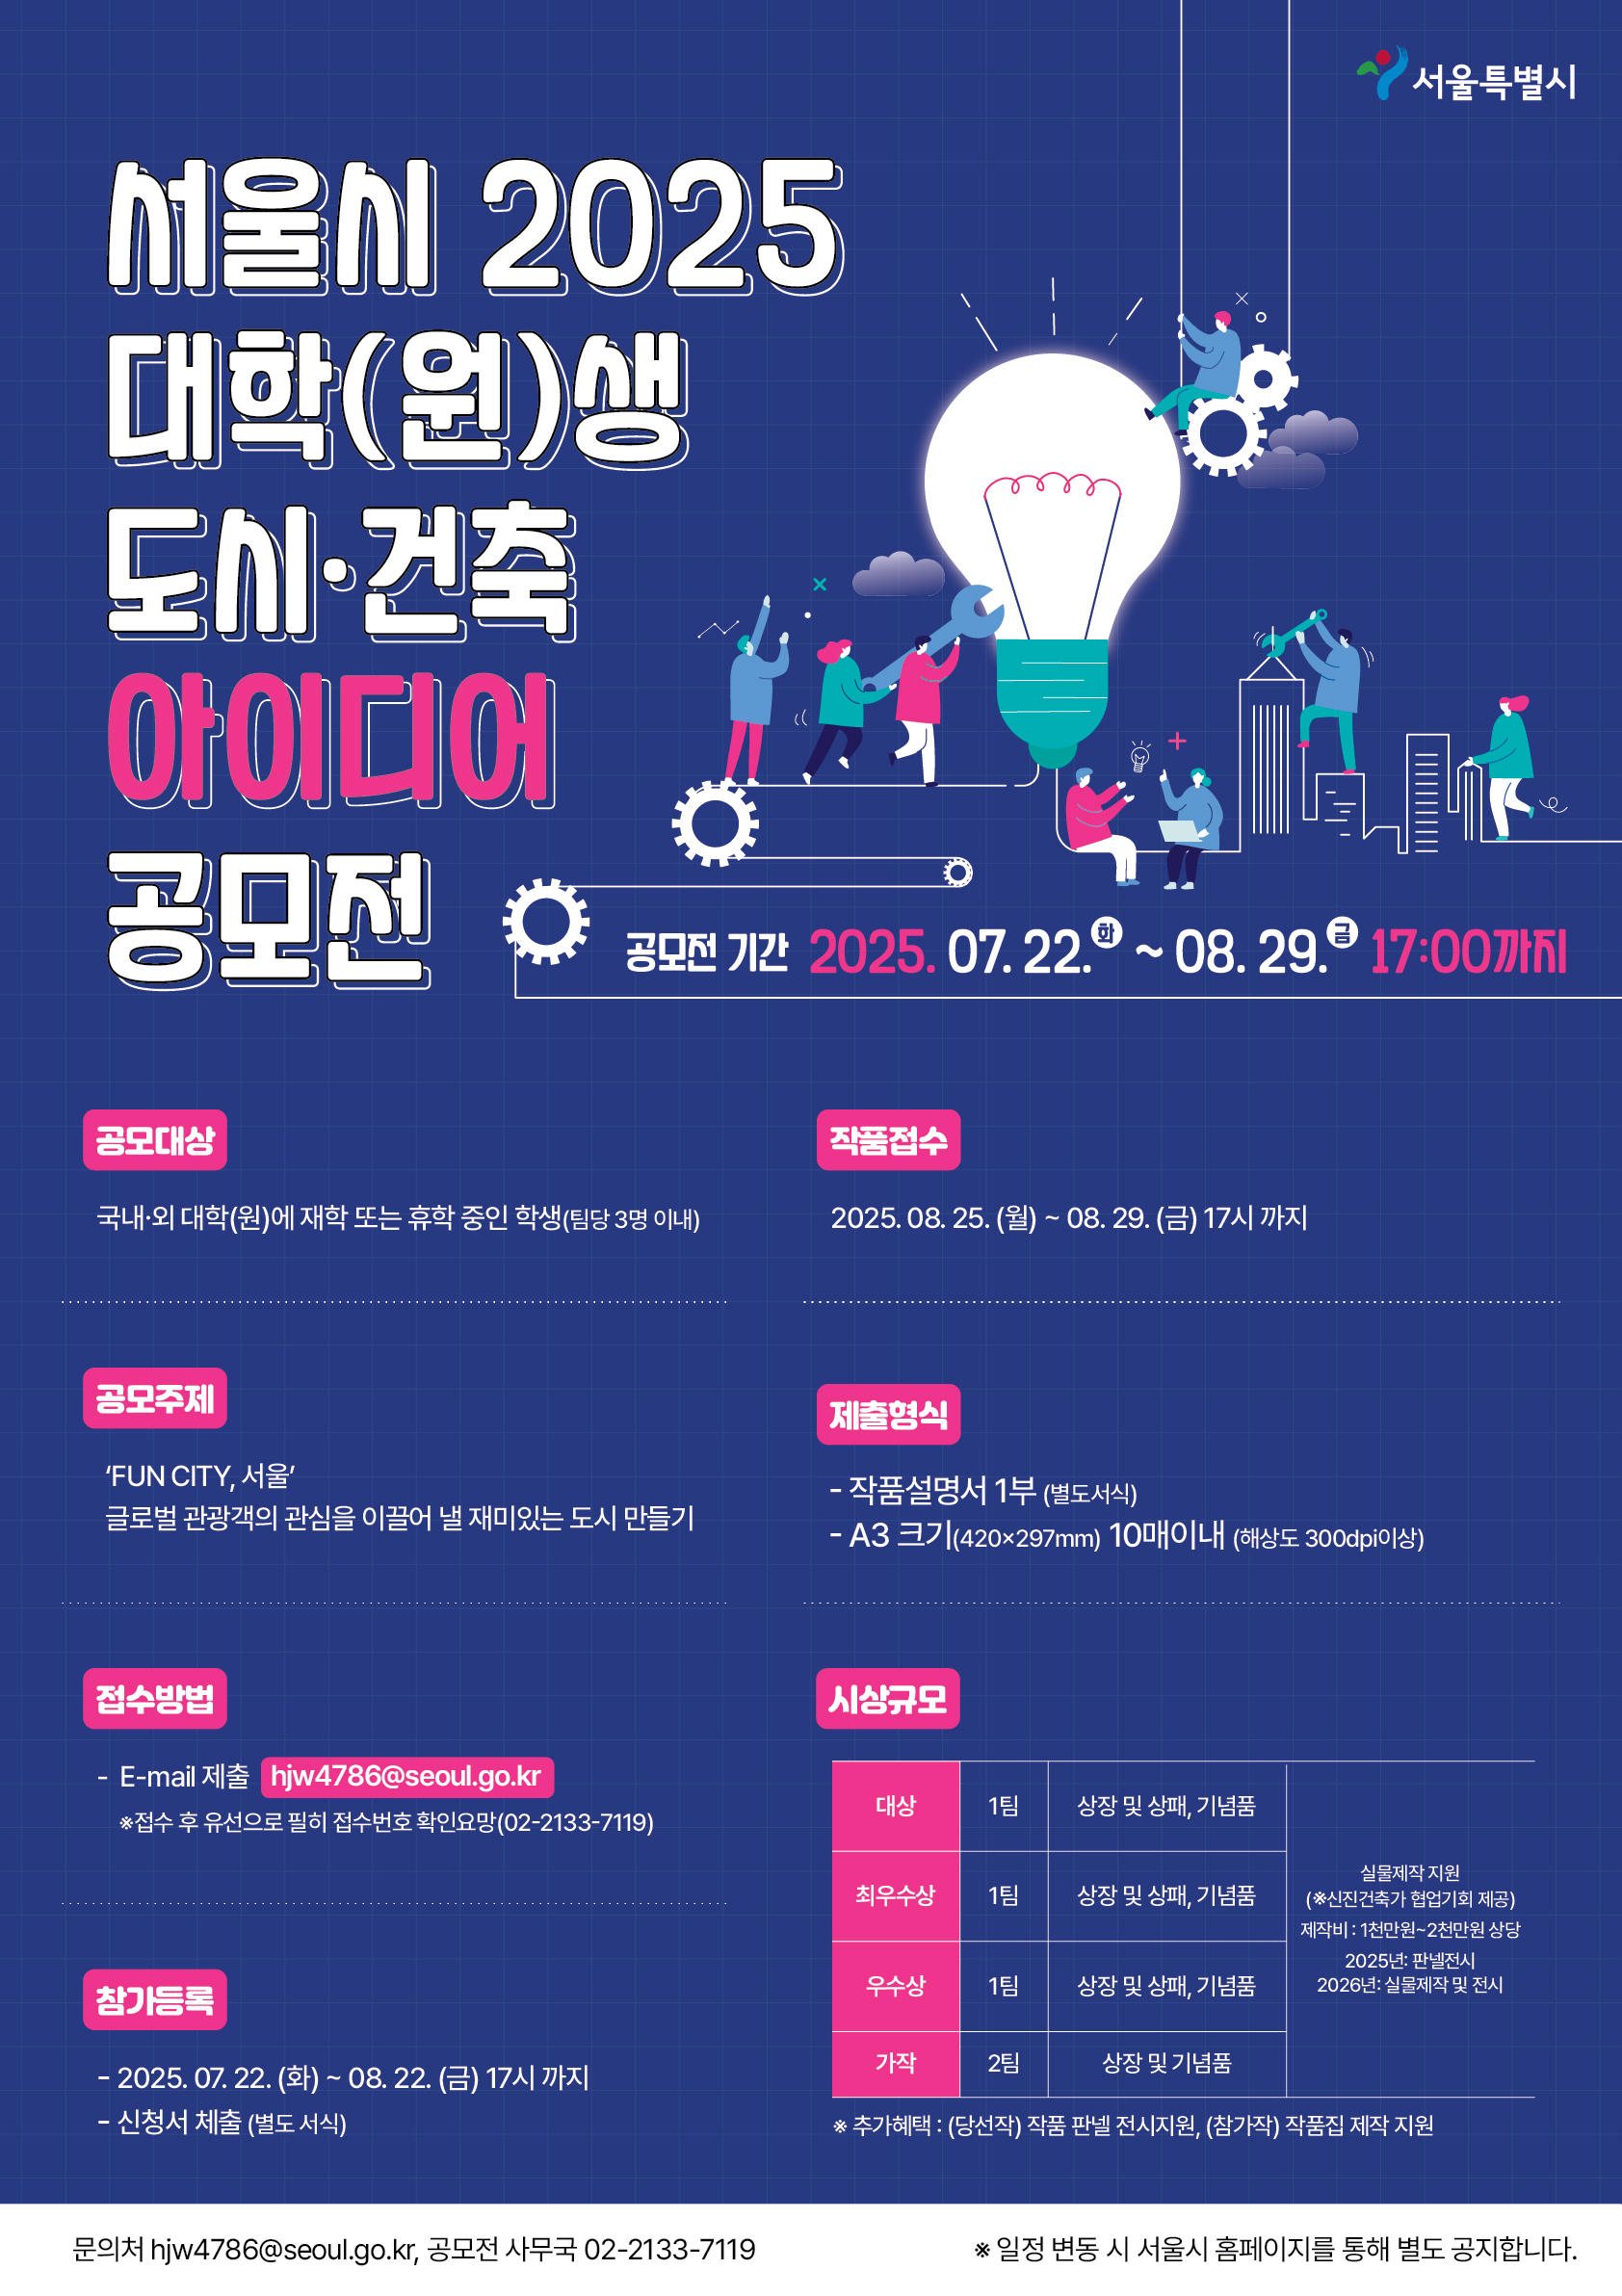 서울특별시
서울시 2025
대학(원)생
도시·건축
아이디어
공모전
공모전 기간 2025. 07. 22.화 ~ 08. 29.금 17:00까지
공모대상
국내·외 대학(원)에 재학 또는 휴학 중인 학생(팀당 3명 이내)
작품접수
2025. 08. 25. (월) ~ 08. 29. (금) 17시 까지
공모주제
‘FUN CITY, 서울’
글로벌 관광객의 관심을 이끌어 낼 재미있는 도시 만들기
제출형식
- 작품설명서 1부 (별도서식)
- A3 크기(420×297mm) 10매이내 (해상도 300dpi이상)
접수방법
- E-mail 제출 hjw4786@seoul.go.kr
※접수 후 유선으로 필히 접수번호 확인요망(02-2133-7119)
참가등록
- 2025. 07. 22. (화) ~ 08. 22. (금) 17시 까지
- 신청서 체출 (별도 서식)
시상규모
대상 1팀 상장 및 상패, 기념품
최우수상 1팀 상장 및 상패, 기념품
우수상 1팀 상장 및 상패, 기념품
가작 2팀 상장 및 기념품
실물제작 지원
(※신진건축가 협업기회 제공)
제작비 : 1천만원~2천만원 상당
2025년: 판넬전시
2026년: 실물제작 및 전시
※ 추가혜택 : (당선작) 작품 판넬 전시지원, (참가작) 작품집 제작 지원
문의처 hjw4786@seoul.go.kr, 공모전 사무국 02-2133-7119
※ 일정 변동 시 서울시 홈페이지를 통해 별도 공지합니다.